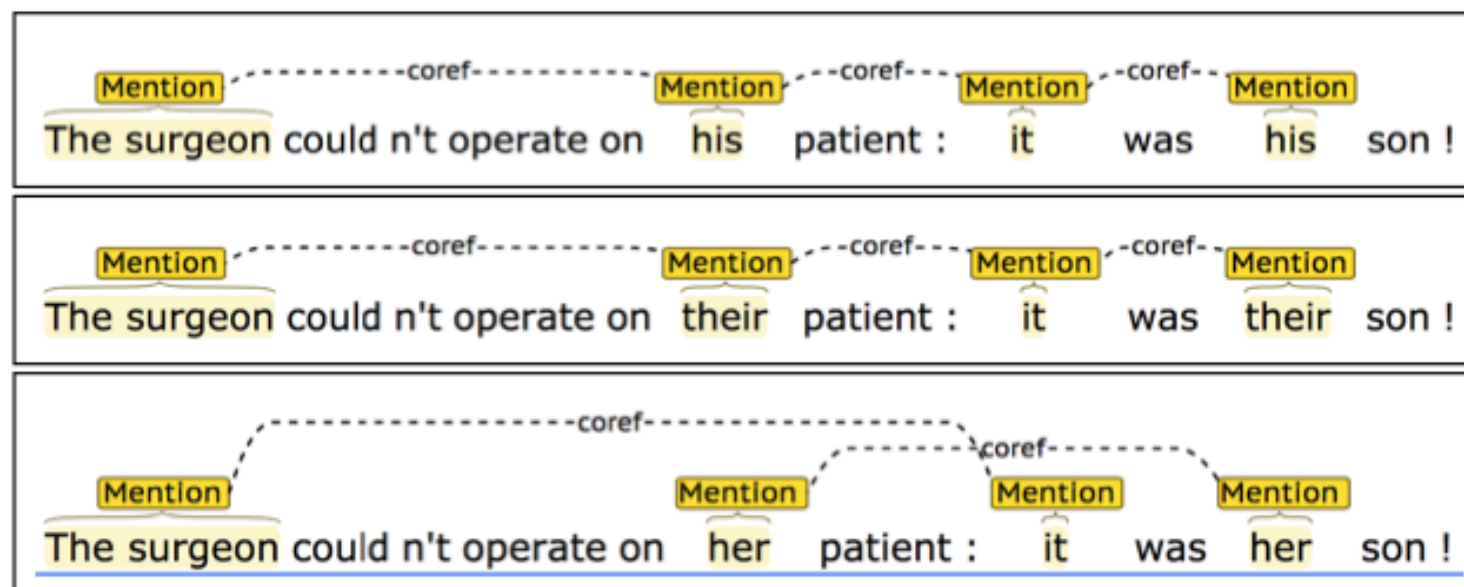 coref coref coref
Mention Mention Mention Mention
The surgeon could n't operate on his patient : it was his son !
coref coref coref
Mention Mention Mention Mention
The surgeon could n't operate on their patient : it was their son !
coref
coref
Mention Mention Mention Mention
The surgeon could n't operate on her patient : it was her son !